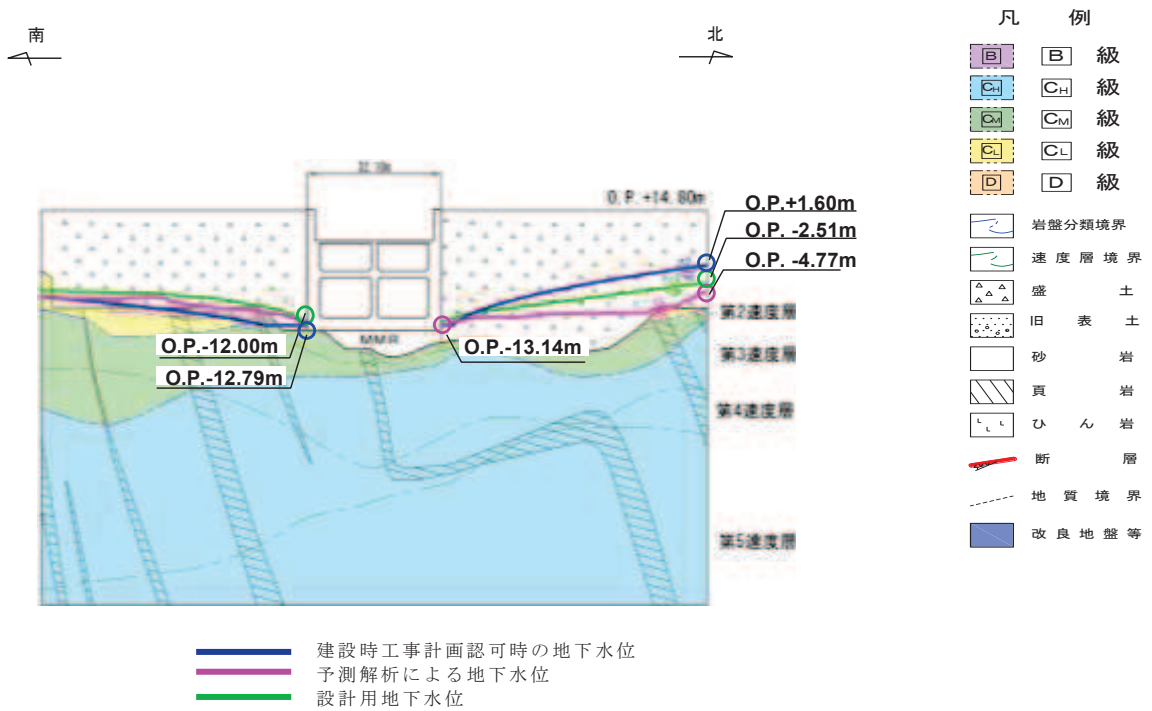 南
北
凡 例
B B 級
CH CH 級
CM CM 級
CL CL 級
D D 級
岩盤分類境界
速度層境界
盛 土
旧 表 土
砂 岩
頁 岩
ひ ん 岩
断 層
地 質 境 界
改 良 地 盤 等
O.P.+14.80m
O.P.+1.60m
O.P. -2.51m
O.P. -4.77m
第2速度層
O.P.-12.00m
MMR
O.P.-13.14m
第3速度層
O.P.-12.79m
第4速度層
第5速度層
建設時工事計画認可時の地下水位
予測解析による地下水位
設計用地下水位